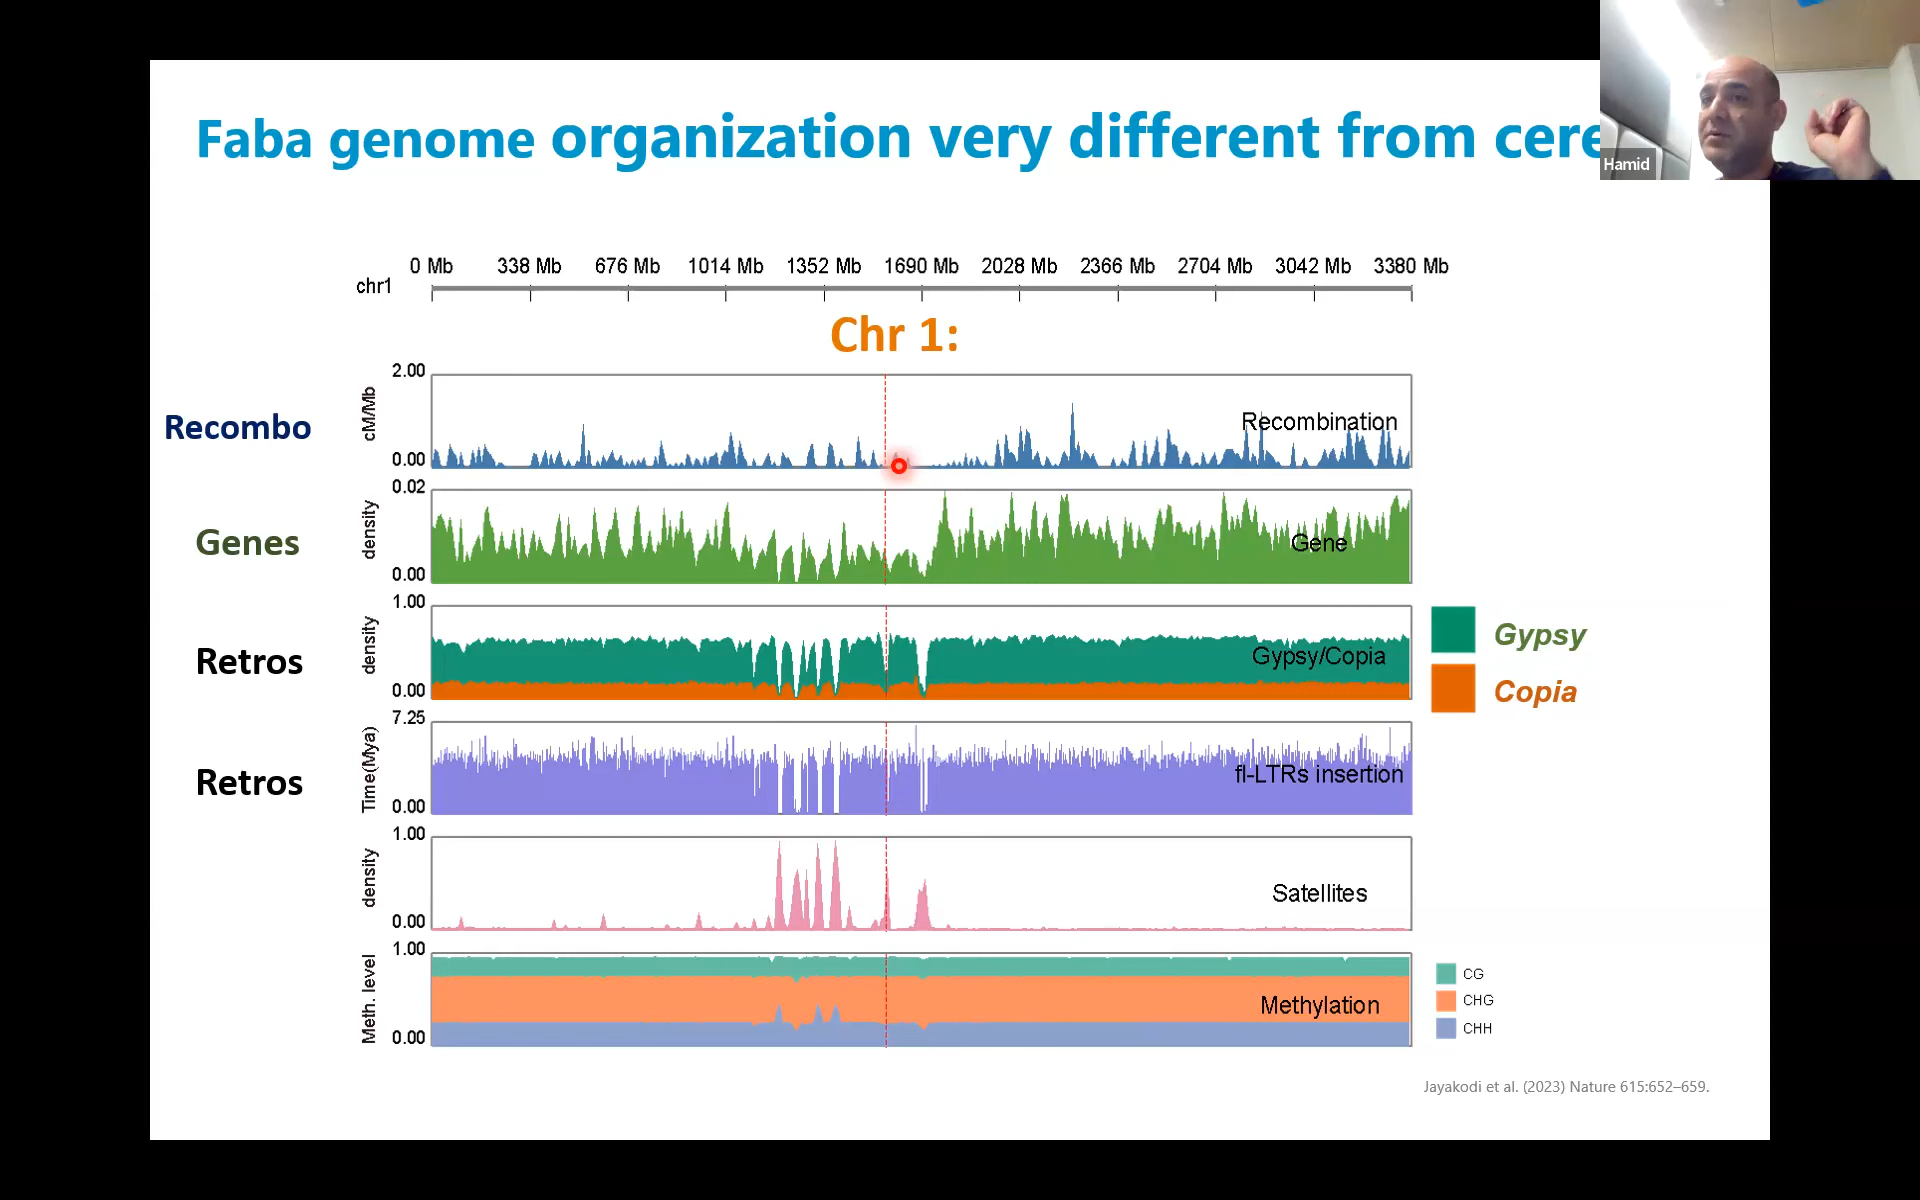 Faba genome organization very different from cere
Hamid
0 Mb 338 Mb 676 Mb 1014 Mb 1352 Mb 1690 Mb 2028 Mb 2366 Mb 2704 Mb 3042 Mb 3380 Mb
chr1
Chr 1:
2.00
Recombo
cM/Mb
Recombination
0.00
0.02
Genes
density
Gene
0.00
1.00
Retros
density
Gypsy/Copia
0.00
Gypsy
Copia
7.25
Retros
Time(Mya)
fl-LTRs insertion
0.00
1.00
density
Satellites
0.00
1.00
Meth. level
Methylation
0.00
CG
CHG
CHH
Jayakodi et al. (2023) Nature 615:652–659.